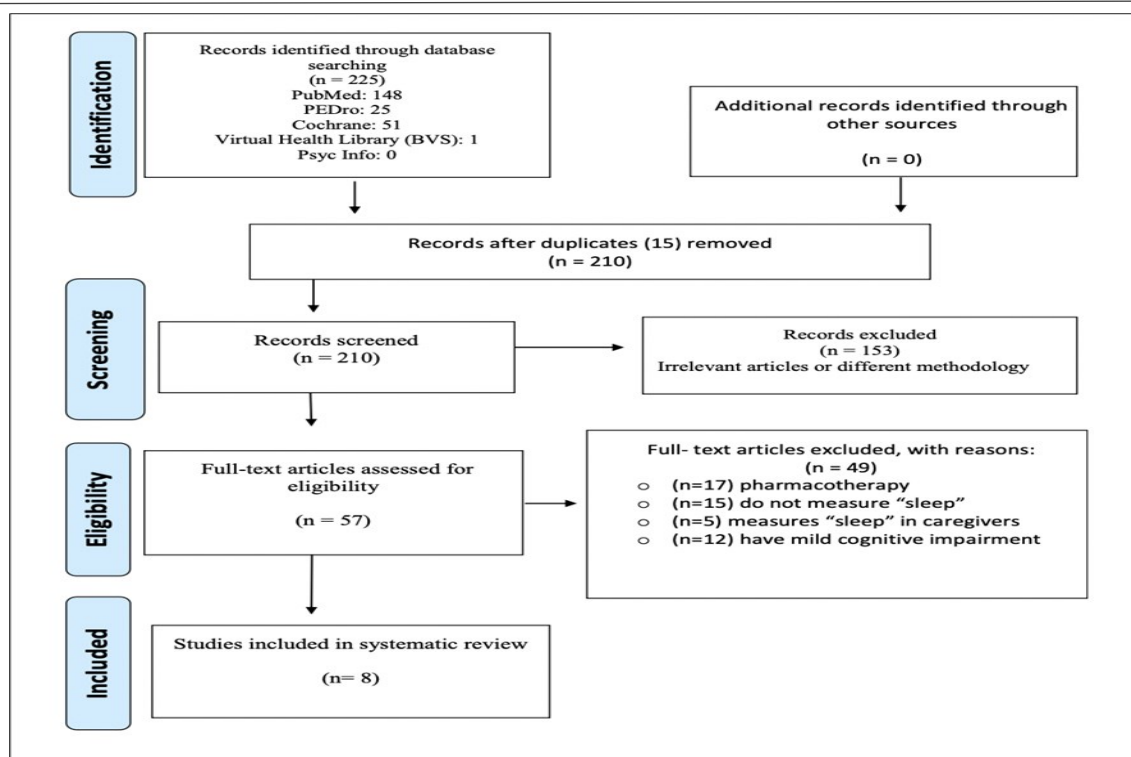 Identification
Records identified through database
searching
(n = 225)
PubMed: 148
PEDro: 25
Cochrane: 51
Virtual Health Library (BVS): 1
Psyc Info: 0
Additional records identified through
other sources
(n = 0)
Records after duplicates (15) removed
(n = 210)
Screening
Records screened
(n = 210)
Records excluded
(n = 153)
Irrelevant articles or different methodology
Eligibility
Full-text articles assessed for
eligibility
(n = 57)
Full- text articles excluded, with reasons:
(n = 49)
o (n=17) pharmacotherapy
o (n=15) do not measure “sleep”
o (n=5) measures “sleep” in caregivers
o (n=12) have mild cognitive impairment
Included
Studies included in systematic review
(n= 8)